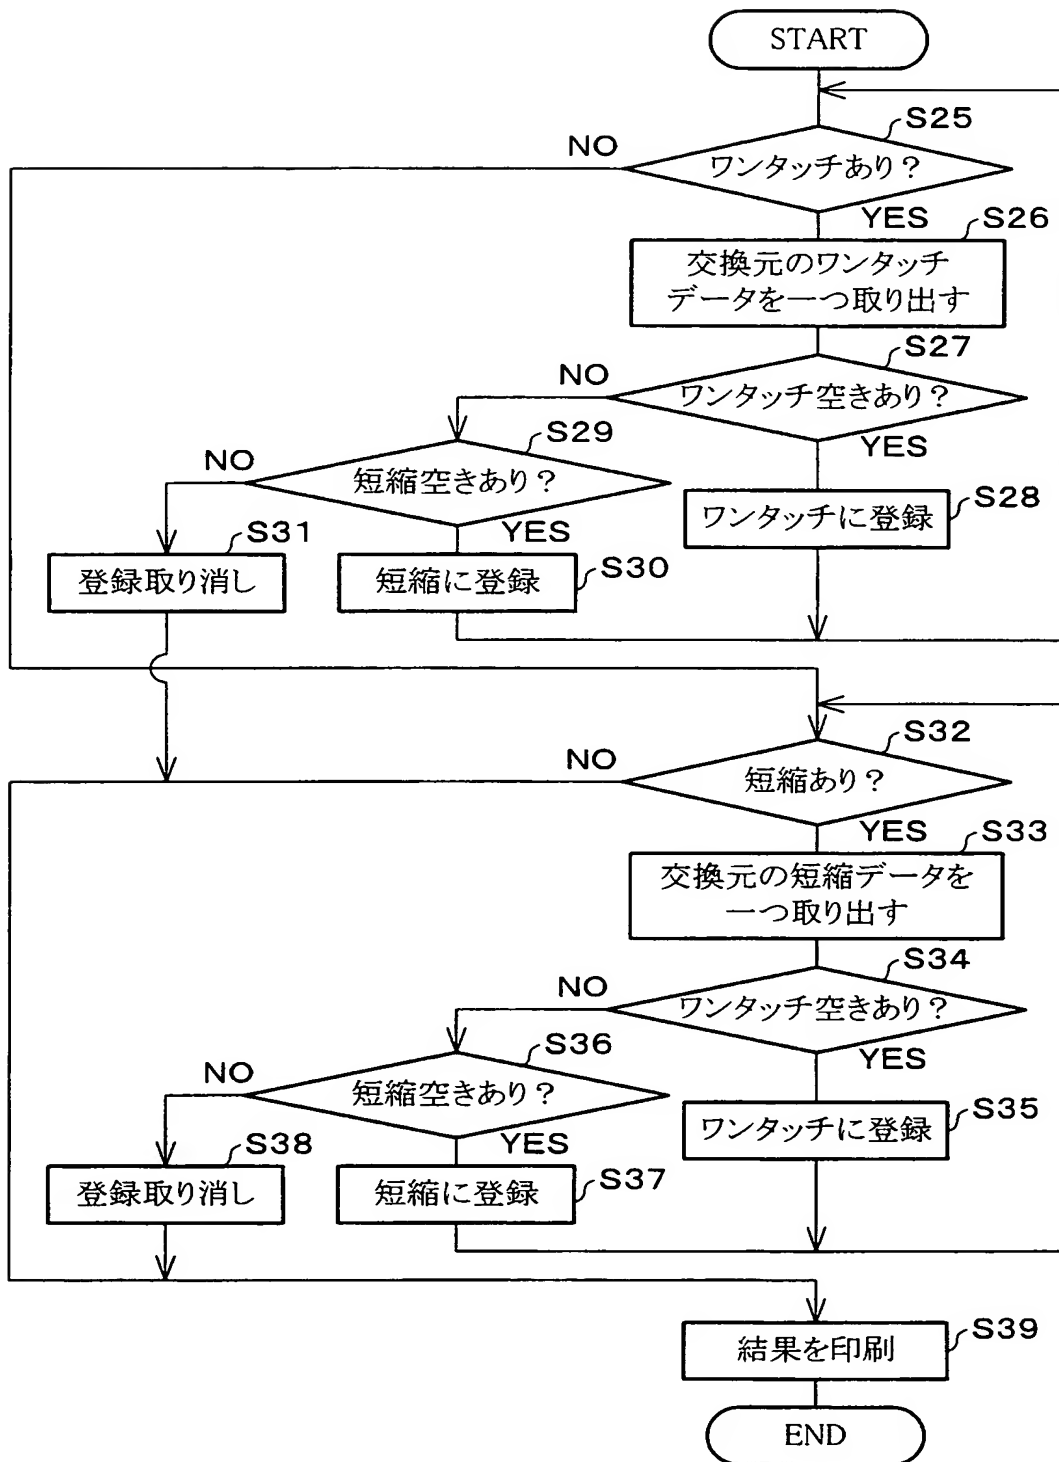 START
S25
NO
ワンタッチあり?
YES
S26
交換元のワンタッチ
データを一つ取り出す
S27
NO
ワンタッチ空きあり?
YES
S29
NO
短縮空きあり?
YES
S28
ワンタッチに登録
S31
登録取り消し
S30
短縮に登録
S32
NO
短縮あり?
YES
S33
交換元の短縮データを
一つ取り出す
S34
NO
ワンタッチ空きあり?
YES
S36
NO
短縮空きあり?
YES
S35
ワンタッチに登録
S38
登録取り消し
S37
短縮に登録
S39
結果を印刷
END